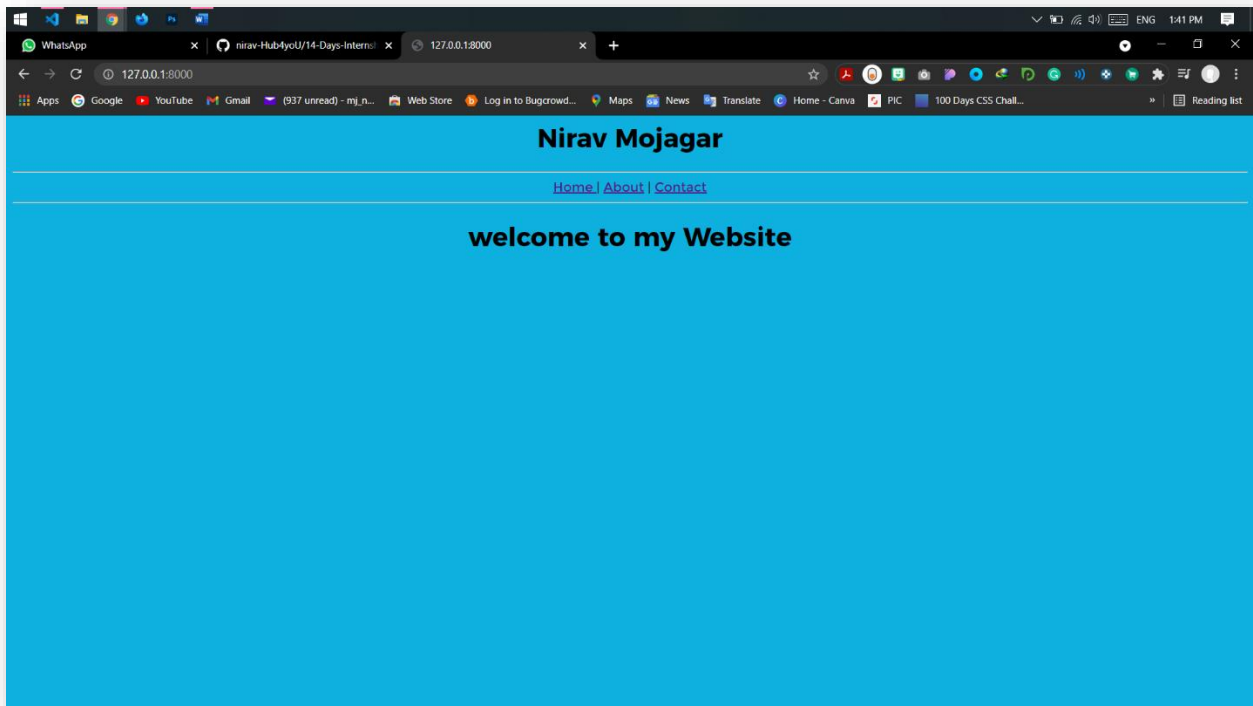 ENG 1:41 PM
WhatsApp
nirav-Hub4yoU/14-Days-Interns
127.0.0.1:8000
127.0.0.1:8000
Apps Google YouTube Gmail (937 unread) - mj_n... Web Store Log in to Bugcrowd... Maps News Translate Home - Canva PIC 100 Days CSS Chall... » Reading list
Nirav Mojagar
Home | About | Contact
welcome to my Website